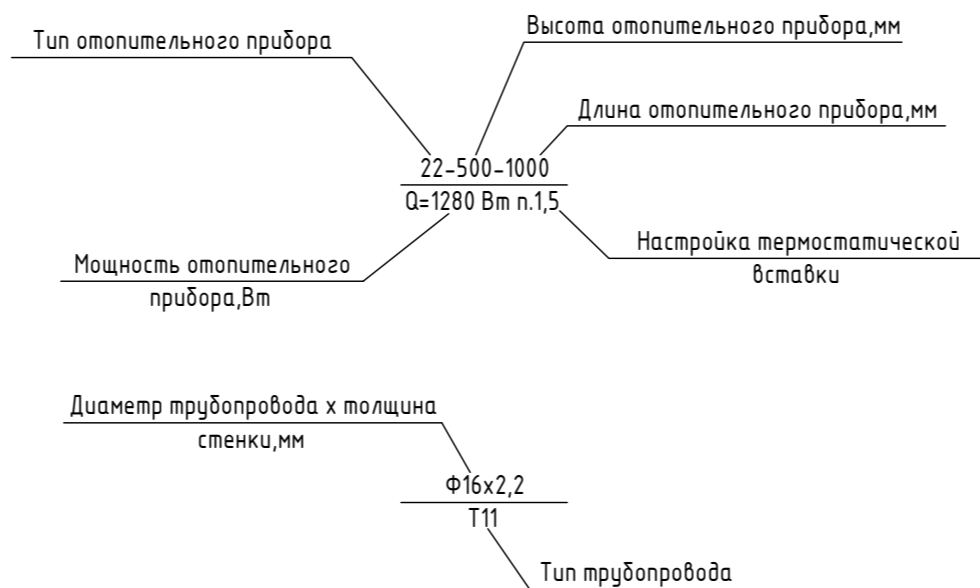 Высота отопительного прибора,мм
Тип отопительного прибора
Длина отопительного прибора,мм
22-500-1000
Q=1280 Вт п.1,5
Настройка термостатической
вставки
Мощность отопительного
прибора,Вт
Диаметр трубопровода х толщина
стенки,мм
Ф16х2,2
Т11
Тип трубопровода